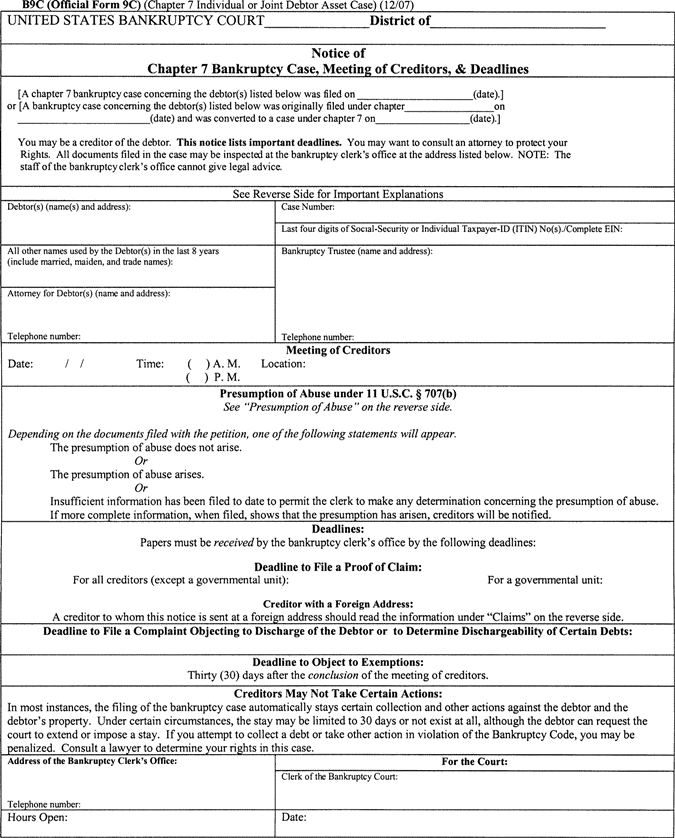 B9C (Official Form 9C) (Chapter 7 Individual or Joint Debtor Asset Case) (12/07)
UNITED STATES BANKRUPTCY COURT__________________District of______________________________
Notice of
Chapter 7 Bankruptcy Case, Meeting of Creditors, & Deadlines
[A chapter 7 bankruptcy case concerning the debtor(s) listed below was filed on ______________________(date).]
or [A bankruptcy case concerning the debtor(s) listed below was originally filed under chapter_________________on
_________________________(date) and was converted to a case under chapter 7 on_________________(date).]
You may be a creditor of the debtor. This notice lists important deadlines. You may want to consult an attorney to protect your
Rights. All documents filed in the case may be inspected at the bankruptcy clerk's office at the address listed below. NOTE: The
staff of the bankruptcy clerk's office cannot give legal advice.
See Reverse Side for Important Explanations
Debtor(s) (name(s) and address):
Case Number:
Last four digits of Social-Security or Individual Taxpayer-ID (ITIN) No(s)./Complete EIN:
All other names used by the Debtor(s) in the last 8 years
(include married, maiden, and trade names):
Bankruptcy Trustee (name and address):
Attorney for Debtor(s) (name and address):
Telephone number:
Telephone number:
Meeting of Creditors
Date: / / Time: ( ) A. M. Location:
( ) P. M.
Presumption of Abuse under 11 U.S.C. § 707(b)
See "Presumption of Abuse" on the reverse side.
Depending on the documents filed with the petition, one of the following statements will appear.
The presumption of abuse does not arise.
Or
The presumption of abuse arises.
Or
Insufficient information has been filed to date to permit the clerk to make any determination concerning the presumption of abuse.
If more complete information, when filed, shows that the presumption has arisen, creditors will be notified.
Deadlines:
Papers must be received by the bankruptcy clerk's office by the following deadlines:
Deadline to File a Proof of Claim:
For all creditors (except a governmental unit): For a governmental unit:
Creditor with a Foreign Address:
A creditor to whom this notice is sent at a foreign address should read the information under "Claims" on the reverse side.
Deadline to File a Complaint Objecting to Discharge of the Debtor or to Determine Dischargeability of Certain Debts:
Deadline to Object to Exemptions:
Thirty (30) days after the conclusion of the meeting of creditors.
Creditors May Not Take Certain Actions:
In most instances, the filing of the bankruptcy case automatically stays certain collection and other actions against the debtor and the
debtor's property. Under certain circumstances, the stay may be limited to 30 days or not exist at all, although the debtor can request the
court to extend or impose a stay. If you attempt to collect a debt or take other action in violation of the Bankruptcy Code, you may be
penalized. Consult a lawyer to determine your rights in this case.
Address of the Bankruptcy Clerk's Office:
For the Court:
Clerk of the Bankruptcy Court:
Telephone number:
Hours Open:
Date: